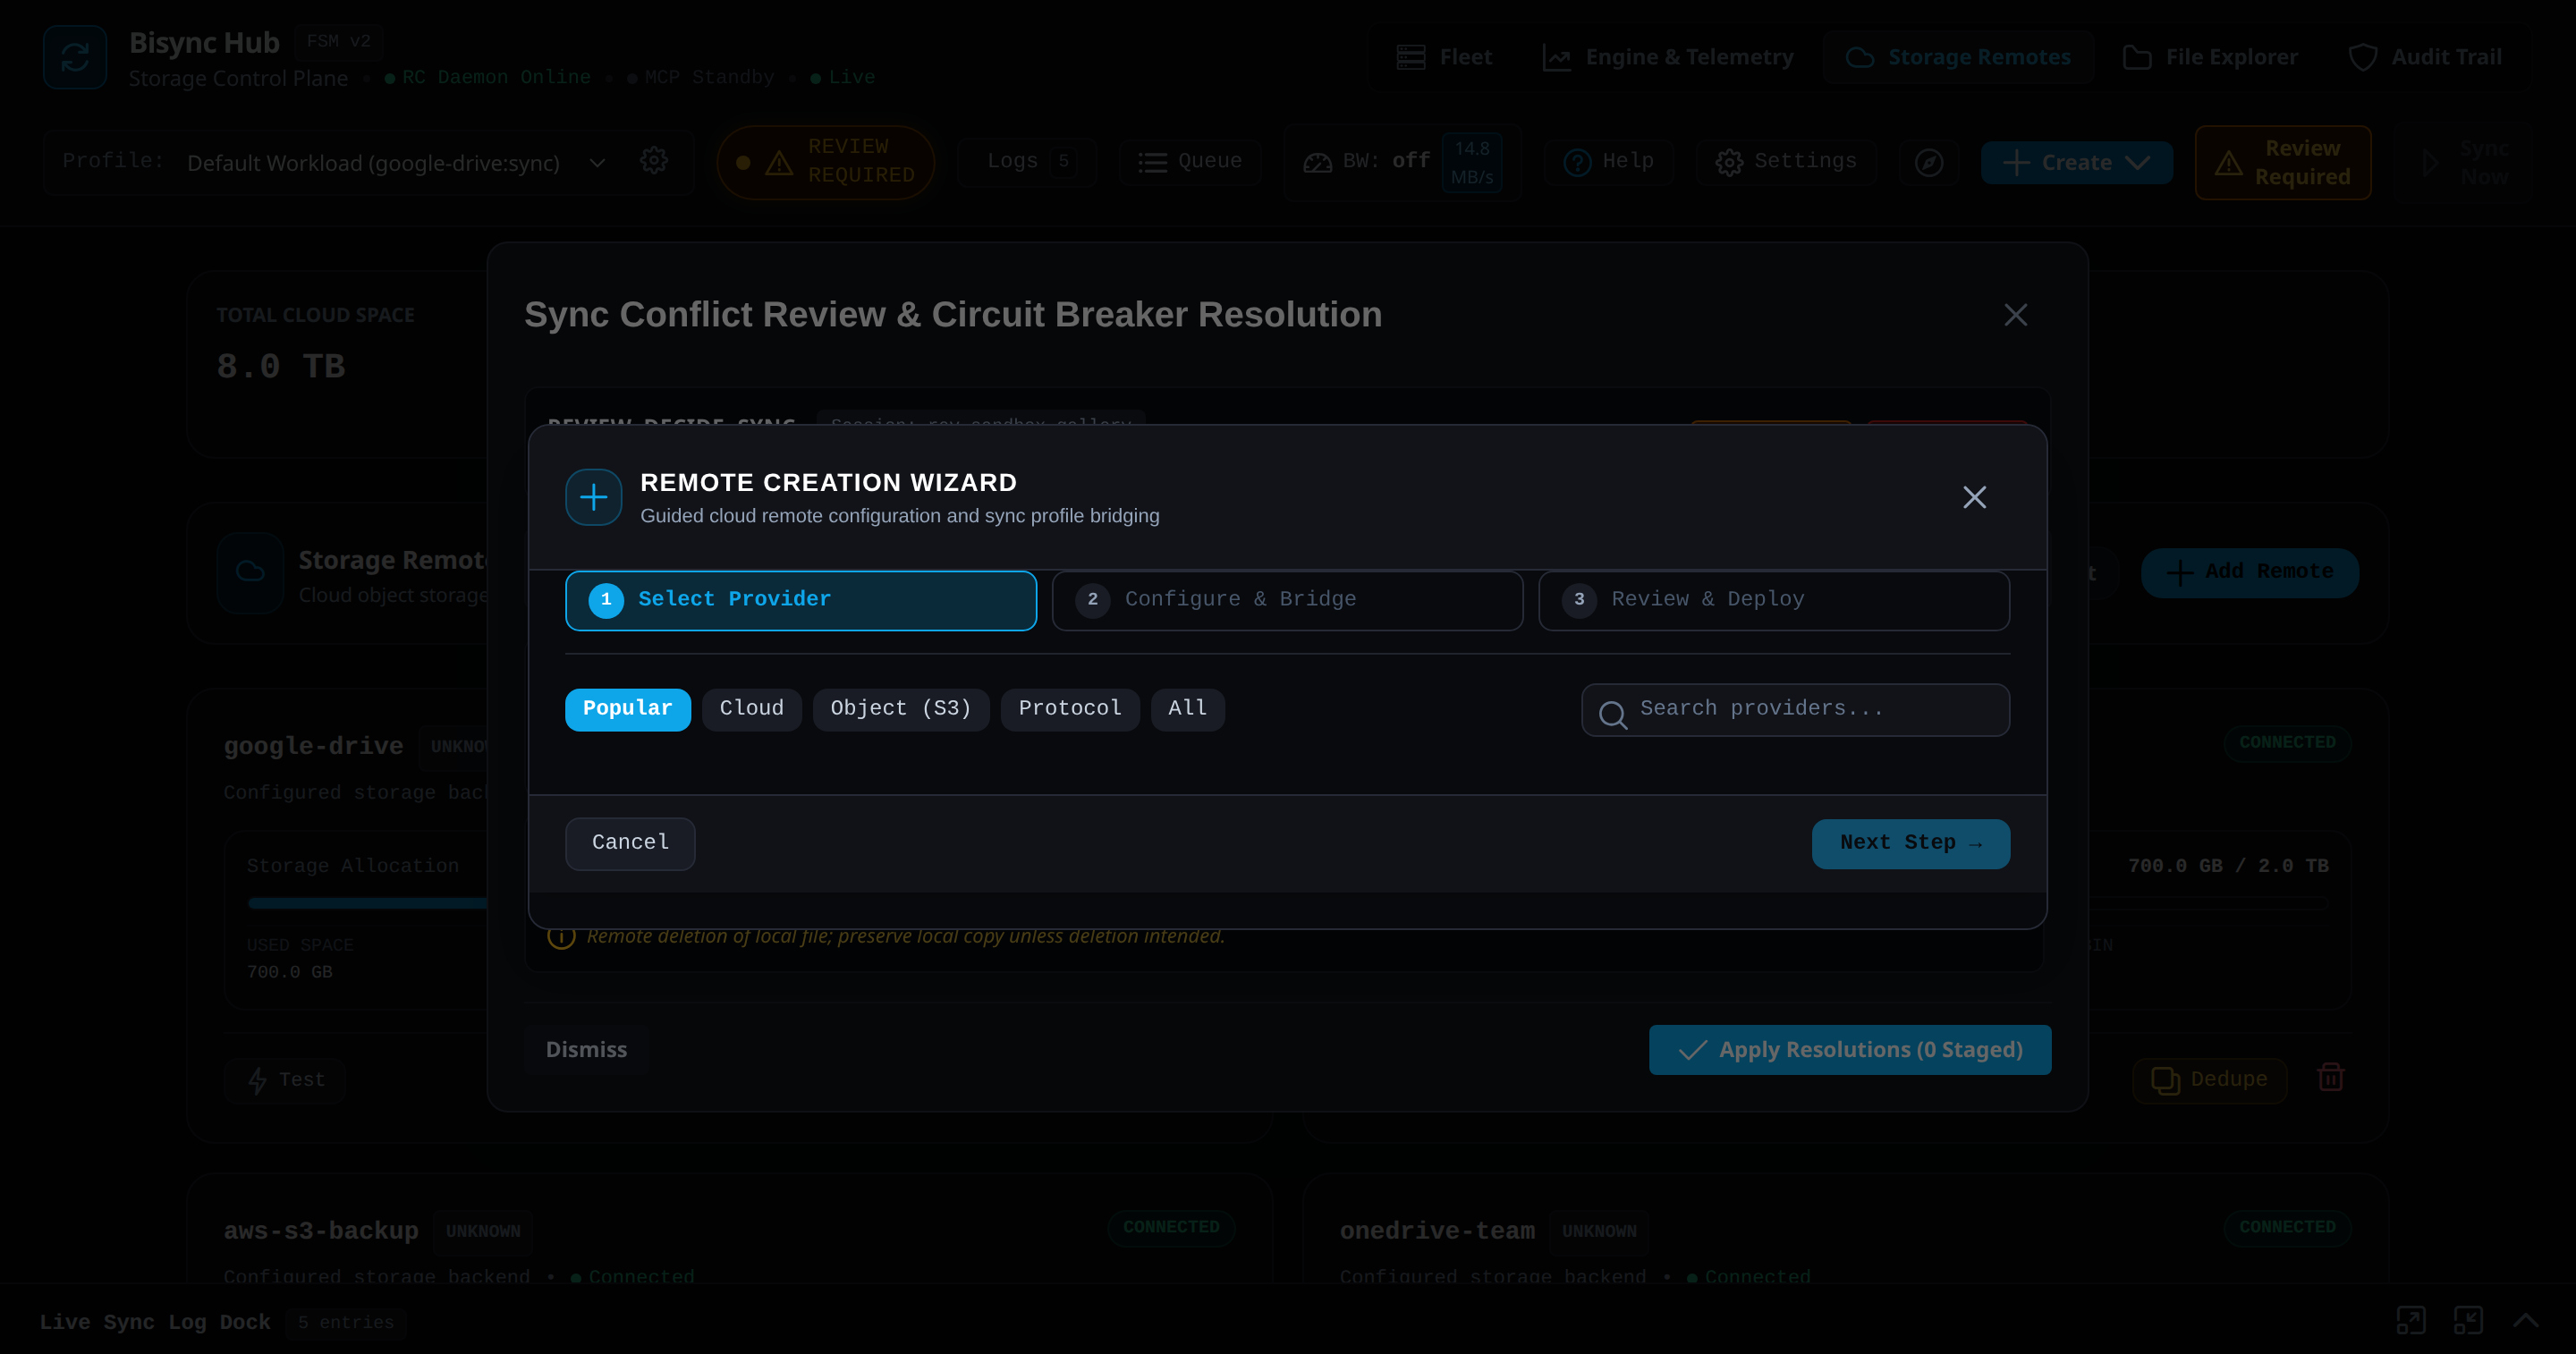 Bisync Hub FSM v2
Storage Control Plane • RC Daemon Online • MCP Standby • Live
Fleet
Engine & Telemetry
Storage Remotes
File Explorer
Audit Trail
Profile: Default Workload (google-drive:sync)
REVIEW
REQUIRED
Logs 5
Queue
BW: off 14.8
MB/s
Help
Settings
Create
Review
Required
Sync
Now
TOTAL CLOUD SPACE
8.0 TB
Sync Conflict Review & Circuit Breaker Resolution
REMOTE CREATION WIZARD
Guided cloud remote configuration and sync profile bridging
1 Select Provider
2 Configure & Bridge
3 Review & Deploy
Popular
Cloud
Object (S3)
Protocol
All
Search providers...
Cancel
Next Step →
Remote deletion of local file; preserve local copy unless deletion intended.
Dismiss
Apply Resolutions (0 Staged)
Storage
Cloud object storage
Add Remote
google-drive
Configured storage
CONNECTED
Storage Allocation
700.0 GB / 2.0 TB
USED SPACE
700.0 GB
Test
Dedupe
aws-s3-backup UNKNOWN
CONNECTED
Configured storage backend • Connected
onedrive-team UNKNOWN
CONNECTED
Configured storage backend • Connected
Live Sync Log Dock 5 entries